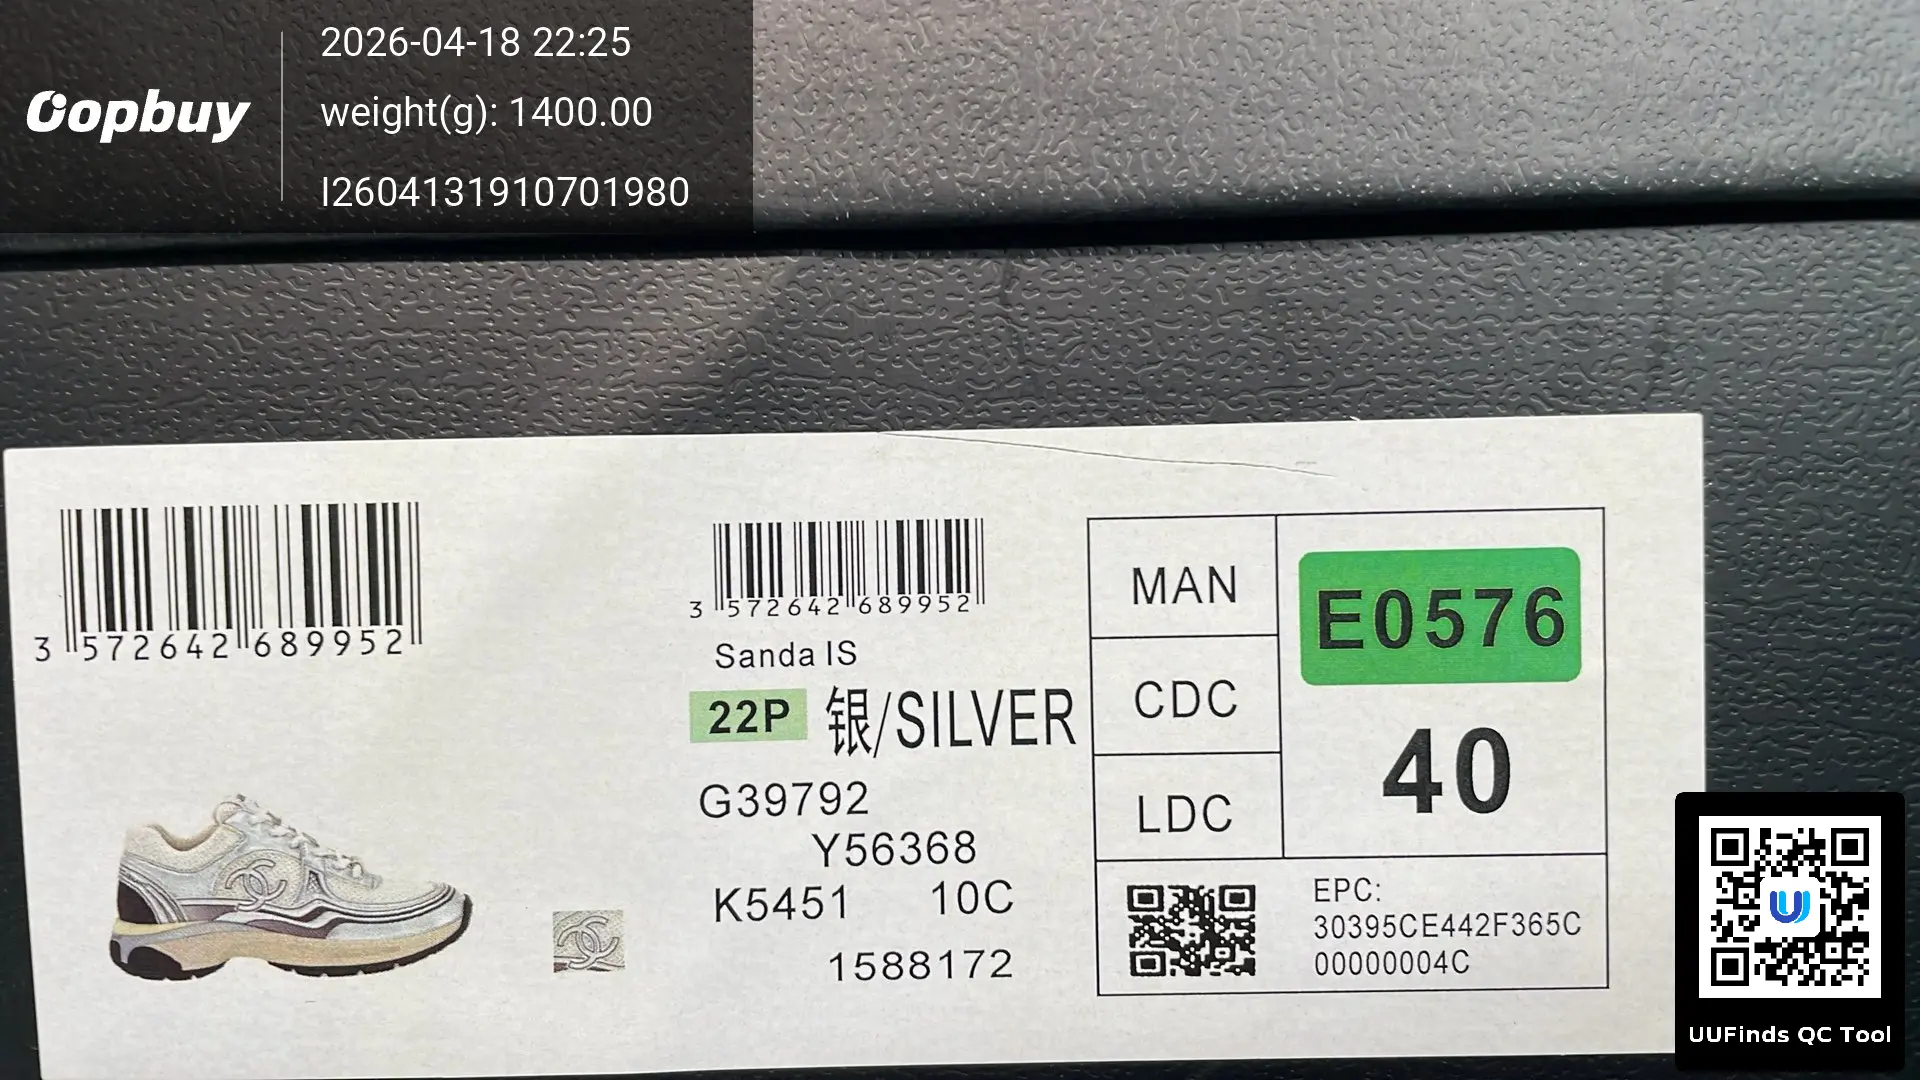 Oopbuy
2026-04-18 22:25
weight(g): 1400.00
I2604131910701980
3 572642 689952
3 572642 689952
Sanda IS
22P 银/SILVER
G39792
Y56368
K5451 10C
1588172
MAN
CDC
LDC
E0576
40
EPC:
30395CE442F365C
00000004C
UUFinds QC Tool